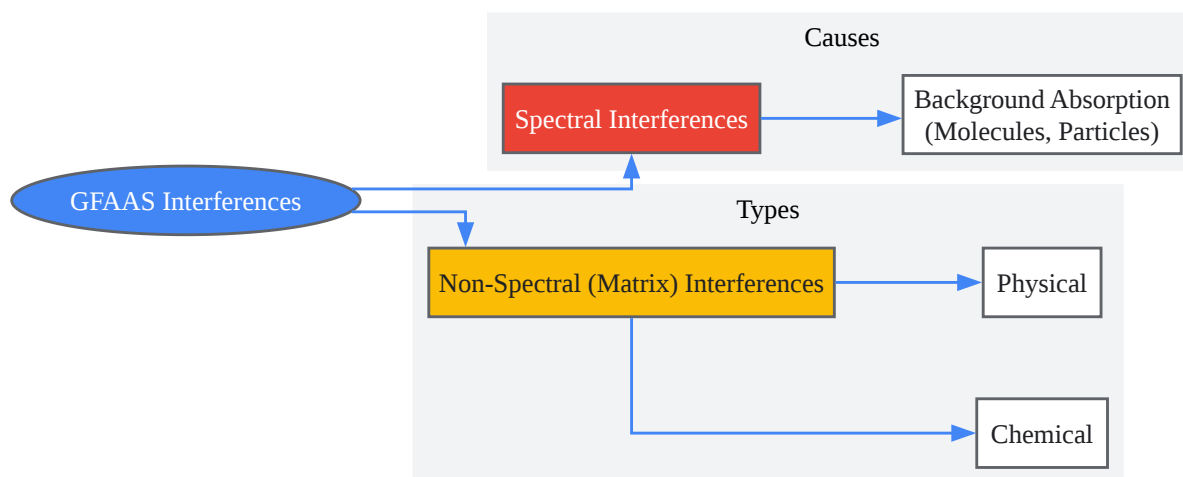 Causes
Spectral Interferences
Background Absorption
(Molecules, Particles)
GFAAS Interferences
Types
Non-Spectral (Matrix) Interferences
Physical
Chemical